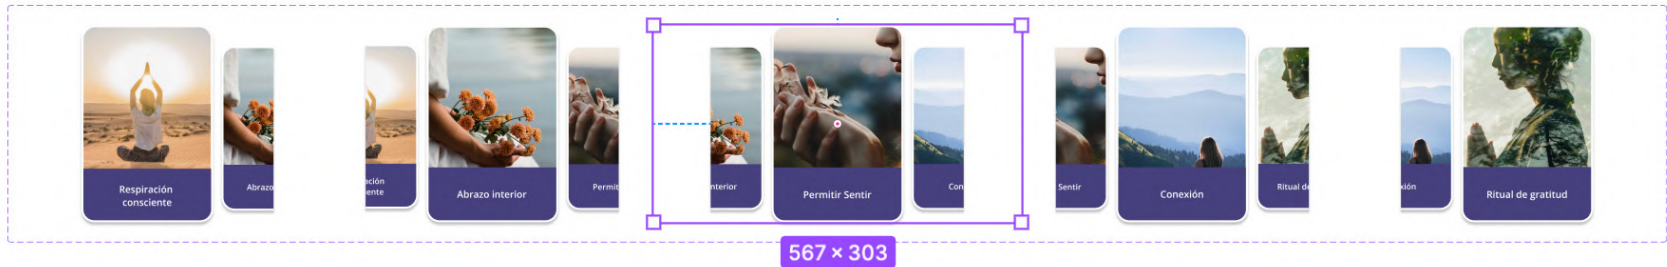 Respiración
consciente
Abrazo
ación
iente
Abrazo interior
Permit
nterior
Permitir Sentir
Con
Sentir
Conexión
Ritual de
xión
Ritual de gratitud
567 × 303